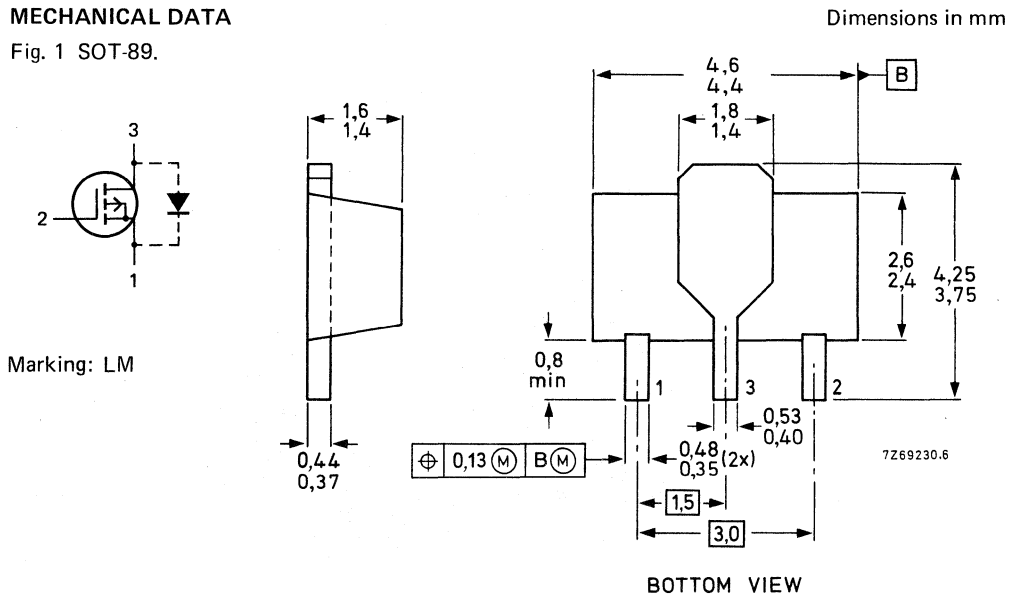 MECHANICAL DATA
Dimensions in mm
Fig. 1 SOT-89.
4,6
4,4
B
1,6
1,4
1,8
1,4
3
2
1
2,6
2,4
4,25
3,75
Marking: LM
0,8
min
1
3
2
0,53
0,40
0,44
0,37
0,13 M B M
0,48 (2x)
0,35
7Z69230.6
1,5
3,0
BOTTOM VIEW